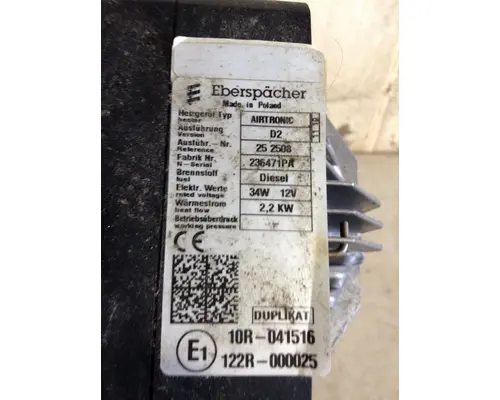 Eberspächer
Made in Poland
Heizgerät Typ
heater
AIRTRONIC
Ausführung
Version
D2
Ausführ.- Nr.
Reference
25 2508
Fabrik Nr.
N-Serial
236471PA
Brennstoff
fuel
Diesel
Elektr. Werte
rated voltage
34W 12V
Wärmestrom
heat flow
2,2 KW
Betriebsüberdruck
working pressure
CE
DUPLIKAT
E1
10R-041516
122R-000025